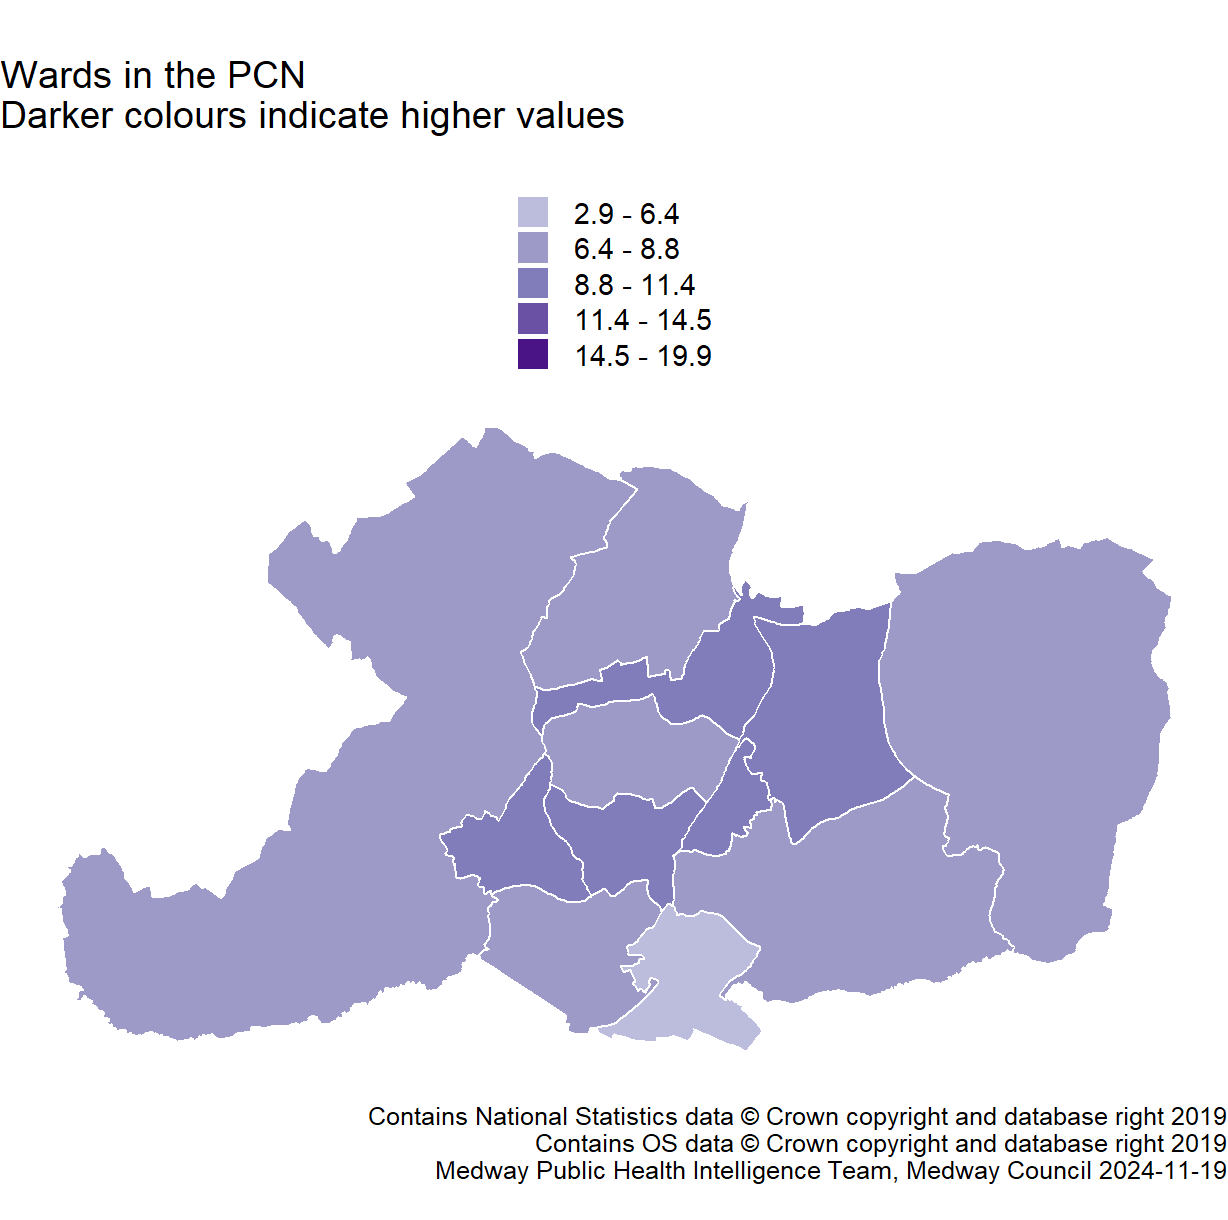 Wards in the PCN
Darker colours indicate higher values
2.9 - 6.4
6.4 - 8.8
8.8 - 11.4
11.4 - 14.5
14.5 - 19.9
Contains National Statistics data © Crown copyright and database right 2019
Contains OS data © Crown copyright and database right 2019
Medway Public Health Intelligence Team, Medway Council 2024-11-19